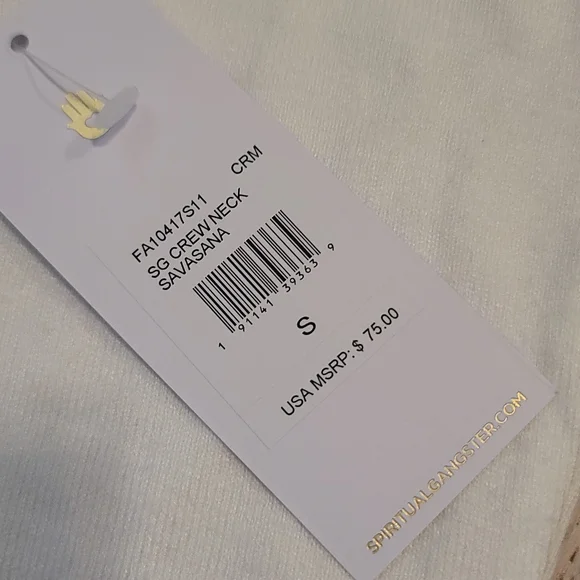 FA10417S11 CRM
SG CREW NECK
SAVASANA
1 91141 39363 9
S
USA MSRP: $ 75.00
SPIRITUALGANGSTER.COM